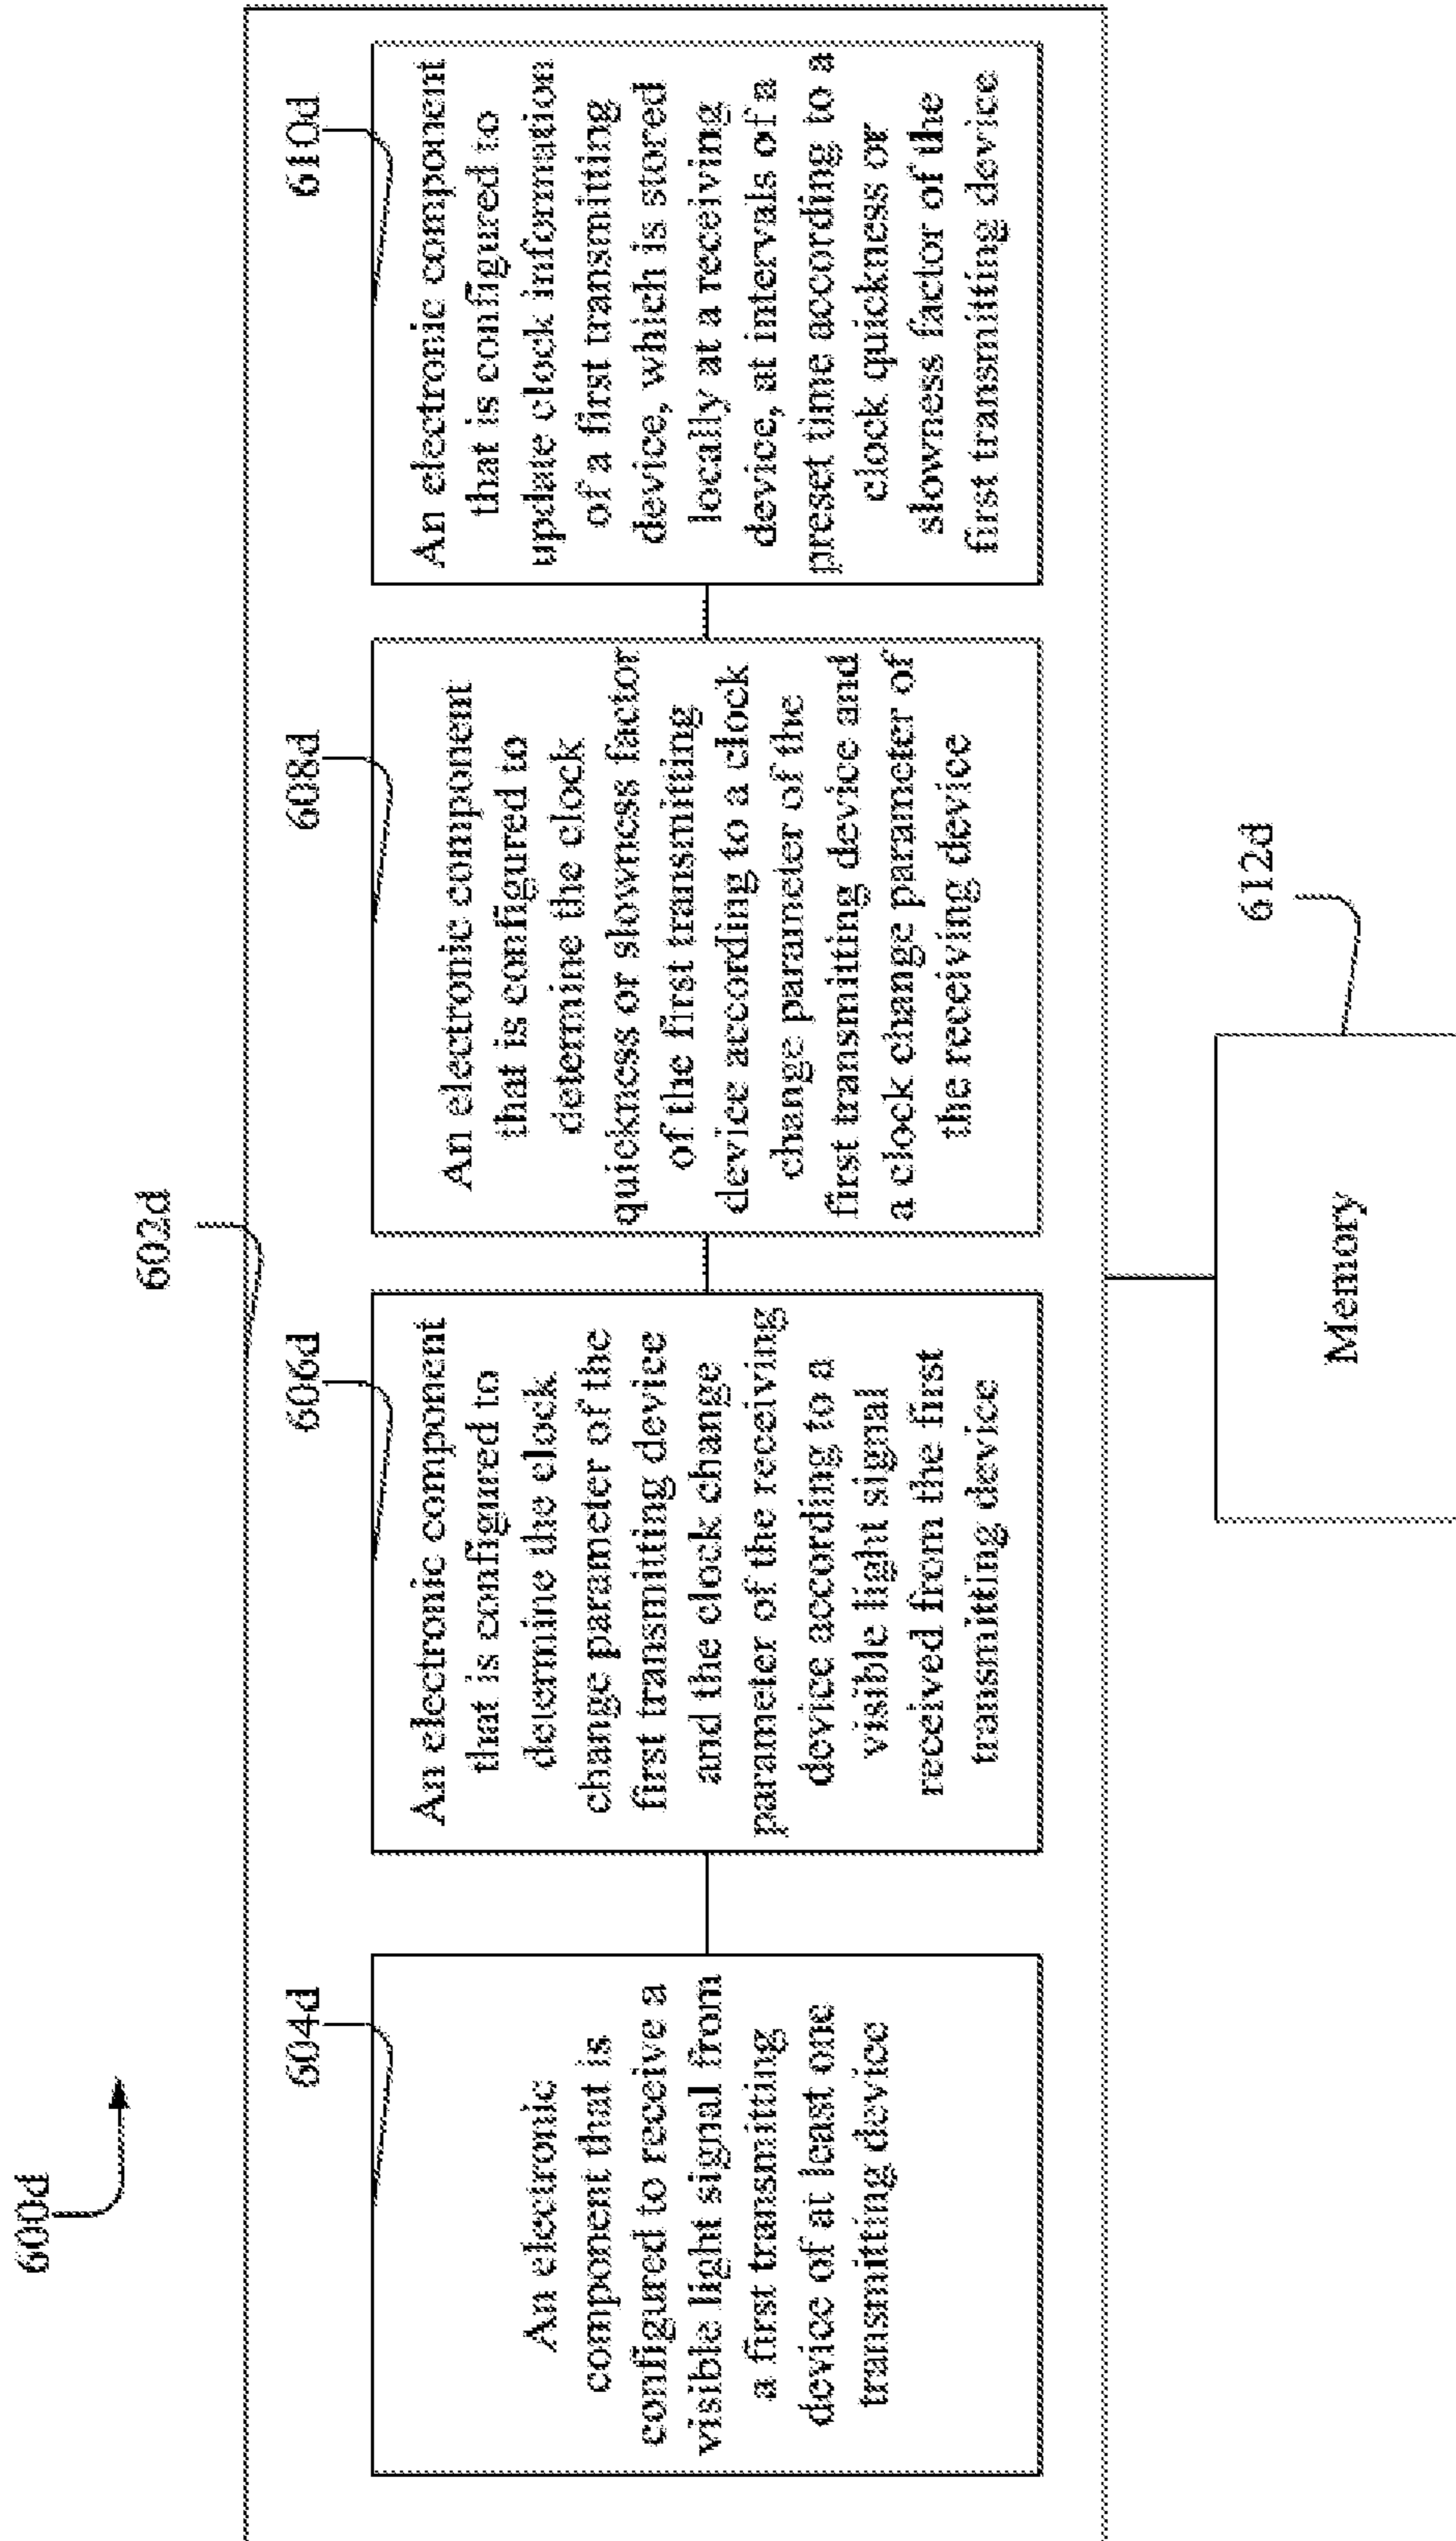 600d
602d
604d
An electronic
component that is
configured to receive a
visible light signal from
a first transmitting
device of at least one
transmitting device
606d
An electronic component
that is configured to
determine the clock
change parameter of the
first transmitting device
and the clock change
parameter of the receiving
device according to a
visible light signal
received from the first
transmitting device
608d
An electronic component
that is configured to
determine the clock
quickness or slowness factor
of the first transmitting
device according to a clock
change parameter of the
first transmitting device and
a clock change parameter of
the receiving device
610d
An electronic component
that is configured to
update clock information
of a first transmitting
device, which is stored
locally at a receiving
device, at intervals of a
preset time according to a
clock quickness or
slowness factor of the
first transmitting device
612d
Memory